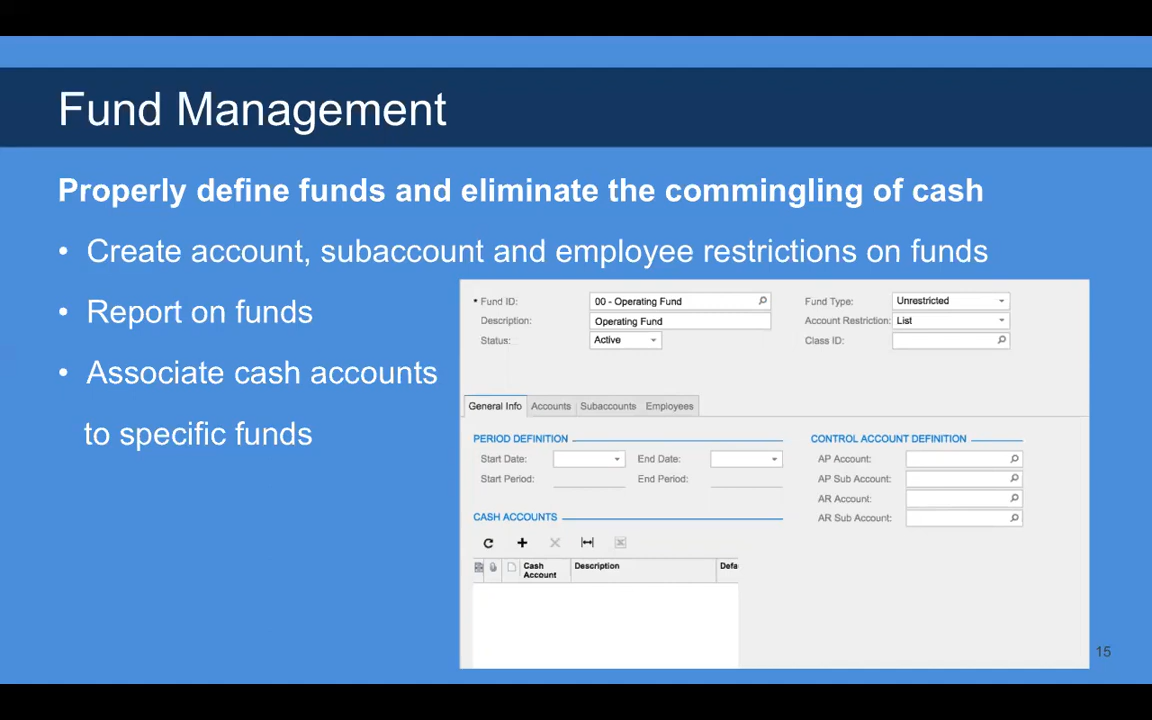 Fund Management
Properly define funds and eliminate the commingling of cash
• Create account, subaccount and employee restrictions on funds
• Report on funds
• Associate cash accounts
to specific funds
Fund ID: 00 - Operating Fund Fund Type: Unrestricted
Description: Operating Fund Account Restriction: List
Status: Active Class ID:
General Info Accounts Subaccounts Employees
PERIOD DEFINITION CONTROL ACCOUNT DEFINITION
Start Date: End Date: AP Account:
Start Period: End Period: AP Sub Account:
AR Account:
CASH ACCOUNTS AR Sub Account:
Cash Account Description Defa
15